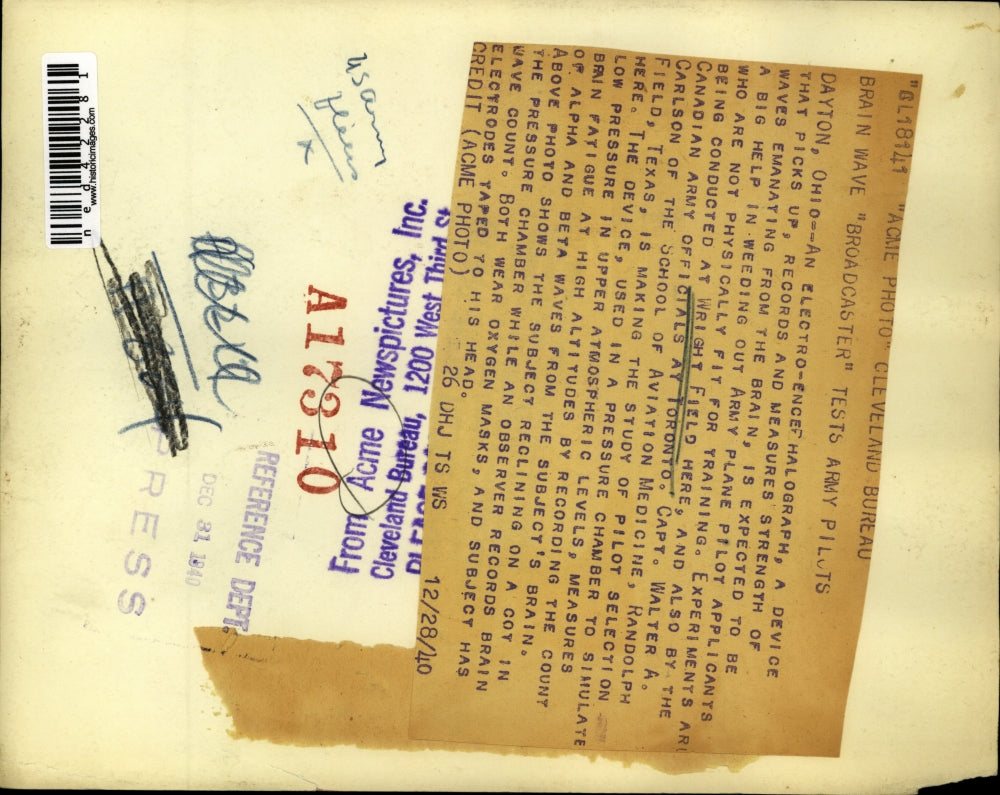 "CL18941 "ACME PHOTO" CLEVELAND BUREAU
BRAIN WAVE "BROADCASTER" TESTS ARMY PILOTS
DAYTON, OHIO--AN ELECTRO-ENCEPHALOGRAPH, A DEVICE
THAT PICKS UP, RECORDS AND MEASURES STRENGTH OF
WAVES EMANATING FROM THE BRAIN, IS EXPECTED TO BE
A BIG HELP IN WEEDING OUT ARMY PLANE PILOT APPLICANTS
WHO ARE NOT PHYSICALLY FIT FOR TRAINING. EXPERIMENTS AR
BEING CONDUCTED AT WRIGHT FIELD HERE, AND ALSO BY THE
CANADIAN ARMY OFFICIALS AT TORONTO. CAPT. WALTER A.
CARLSON OF THE SCHOOL OF AVIATION MEDICINE, RANDOLPH
FIELD, TEXAS, IS MAKING THE STUDY OF PILOT SELECTION
HERE. THE DEVICE, USED IN A PRESSURE CHAMBER TO SIMULATE
LOW PRESSURE IN UPPER ATMOSPHERIC LEVELS, MEASURES
BRAIN FATIGUE AT HIGH ALTITUDES BY RECORDING THE COUNT
OF ALPHA AND BETA WAVES FROM THE SUBJECT'S BRAIN.
ABOVE PHOTO SHOWS THE SUBJECT RECLINING ON A COT IN
THE PRESSURE CHAMBER WHILE AN OBSERVER RECORDS BRAIN
WAVE COUNT. BOTH WEAR OXYGEN MASKS, AND SUBJECT HAS
ELECTRODES TAPED TO HIS HEAD.
CREDIT (ACME PHOTO) 26 DHJ TS WS 12/28/40
From Acme Newspictures, Inc.
Cleveland Bureau, 1200 West Third St
A17310
REFERENCE DEPT.
DEC 31 1940
PRESS
ned42281
www.historicimages.com